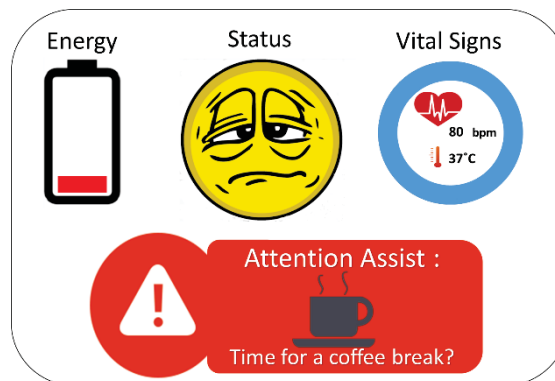 Energy
Status
Vital Signs
80 bpm
37°C
!
Attention Assist :
Time for a coffee break?